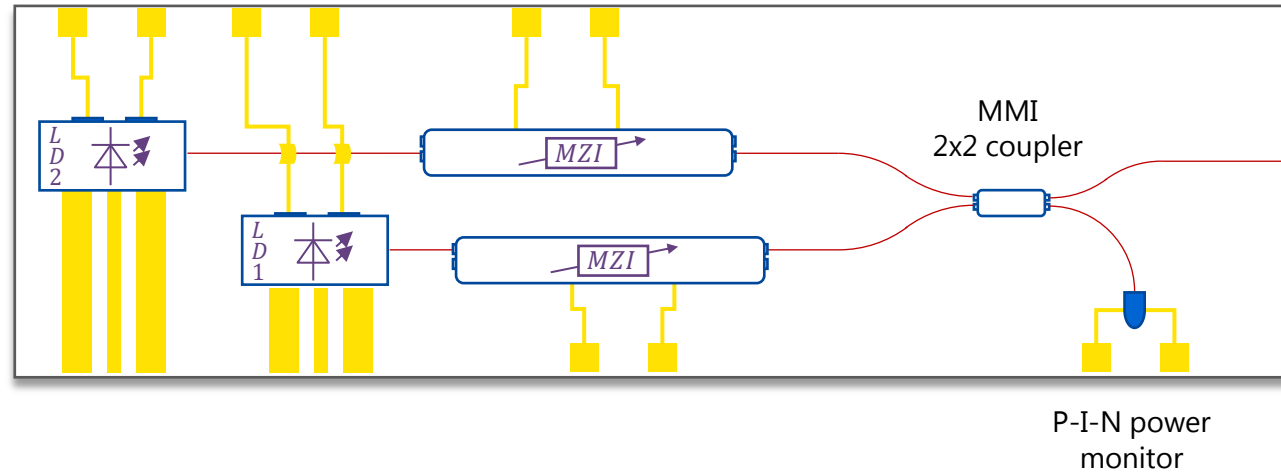 L
D
2
MZI
MMI
2x2 coupler
L
D
1
MZI
P-I-N power
monitor